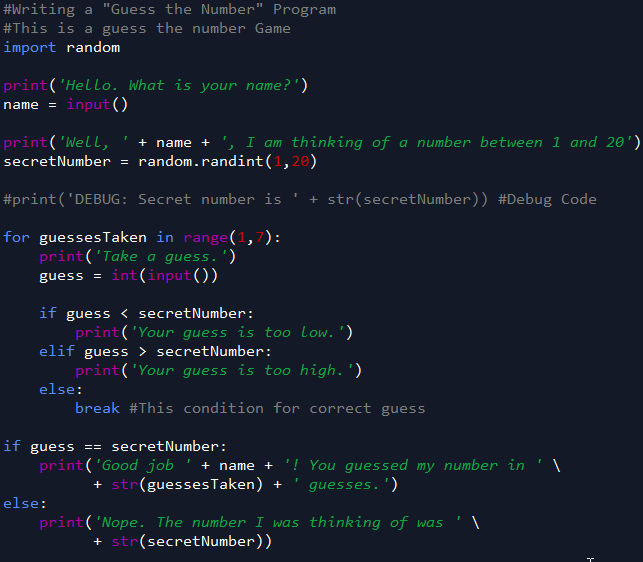 #Writing a "Guess the Number" Program
#This is a guess the number Game
import random

print('Hello. What is your name?')
name = input()

print('Well, ' + name + ', I am thinking of a number between 1 and 20')
secretNumber = random.randint(1,20)

#print('DEBUG: Secret number is ' + str(secretNumber)) #Debug Code

for guessesTaken in range(1,7):
    print('Take a guess.')
    guess = int(input())

    if guess < secretNumber:
        print('Your guess is too low.')
    elif guess > secretNumber:
        print('Your guess is too high.')
    else:
        break #This condition for correct guess

if guess == secretNumber:
    print('Good job ' + name + '! You guessed my number in ' \
          + str(guessesTaken) + ' guesses.')
else:
    print('Nope. The number I was thinking of was ' \
          + str(secretNumber))